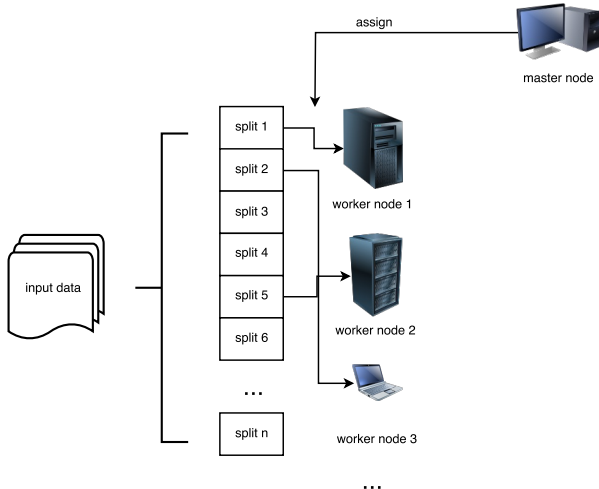 assign
master node
split 1
split 2
split 3
split 4
split 5
split 6
...
split n
input data
worker node 1
worker node 2
worker node 3
...